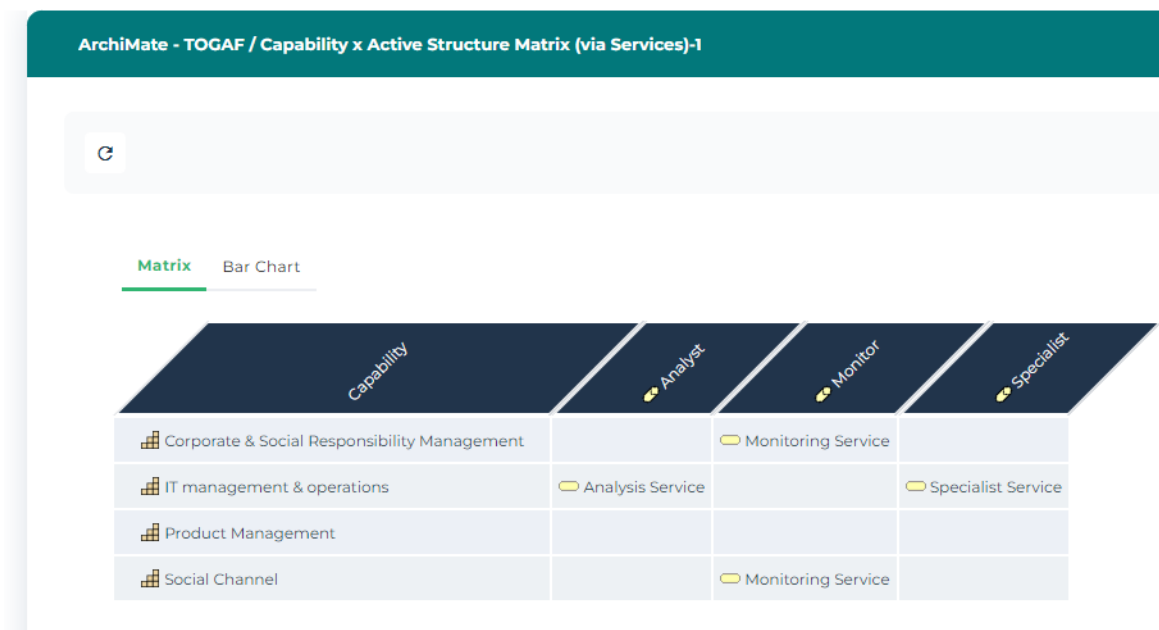 ArchiMate - TOGAF / Capability x Active Structure Matrix (via Services)-1
Matrix Bar Chart
Capability Analyst Monitor Specialist
Corporate & Social Responsibility Management Monitoring Service
IT management & operations Analysis Service Specialist Service
Product Management
Social Channel Monitoring Service